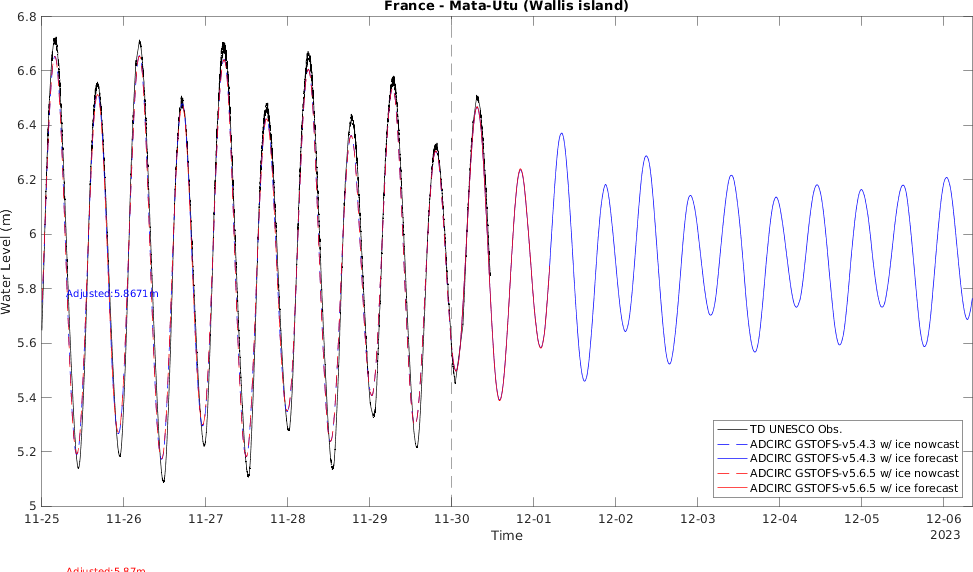 France - Mata-Utu (Wallis island)
6.8
6.6
6.4
6.2
6
5.8
5.6
5.4
5.2
5
Water Level (m)
Adjusted:5.8671m
TD UNESCO Obs.
ADCIRC GSTOFS-v5.4.3 w/ ice nowcast
ADCIRC GSTOFS-v5.4.3 w/ ice forecast
ADCIRC GSTOFS-v5.6.5 w/ ice nowcast
ADCIRC GSTOFS-v5.6.5 w/ ice forecast
11-25 11-26 11-27 11-28 11-29 11-30 12-01 12-02 12-03 12-04 12-05 12-06
Time
2023
Adjusted:5.87m